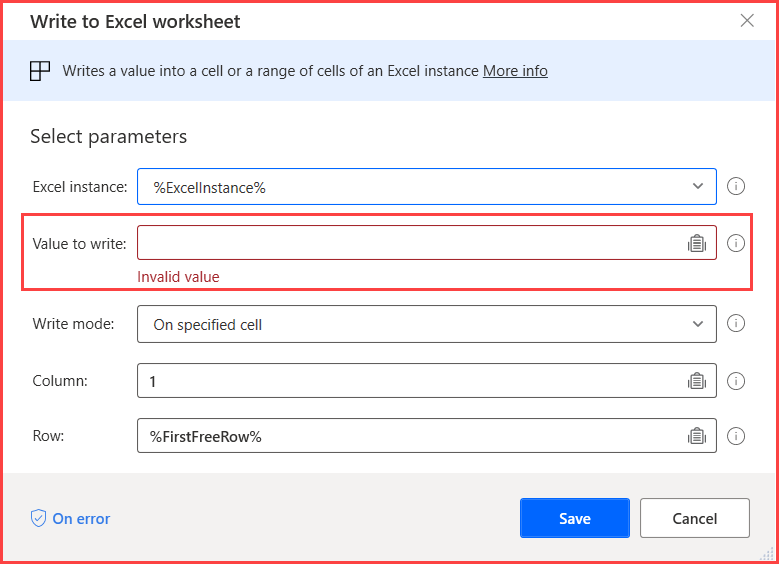 Write to Excel worksheet
Writes a value into a cell or a range of cells of an Excel instance More info
Select parameters
Excel instance: %ExcelInstance%
Value to write:
Invalid value
Write mode: On specified cell
Column: 1
Row: %FirstFreeRow%
On error Save Cancel